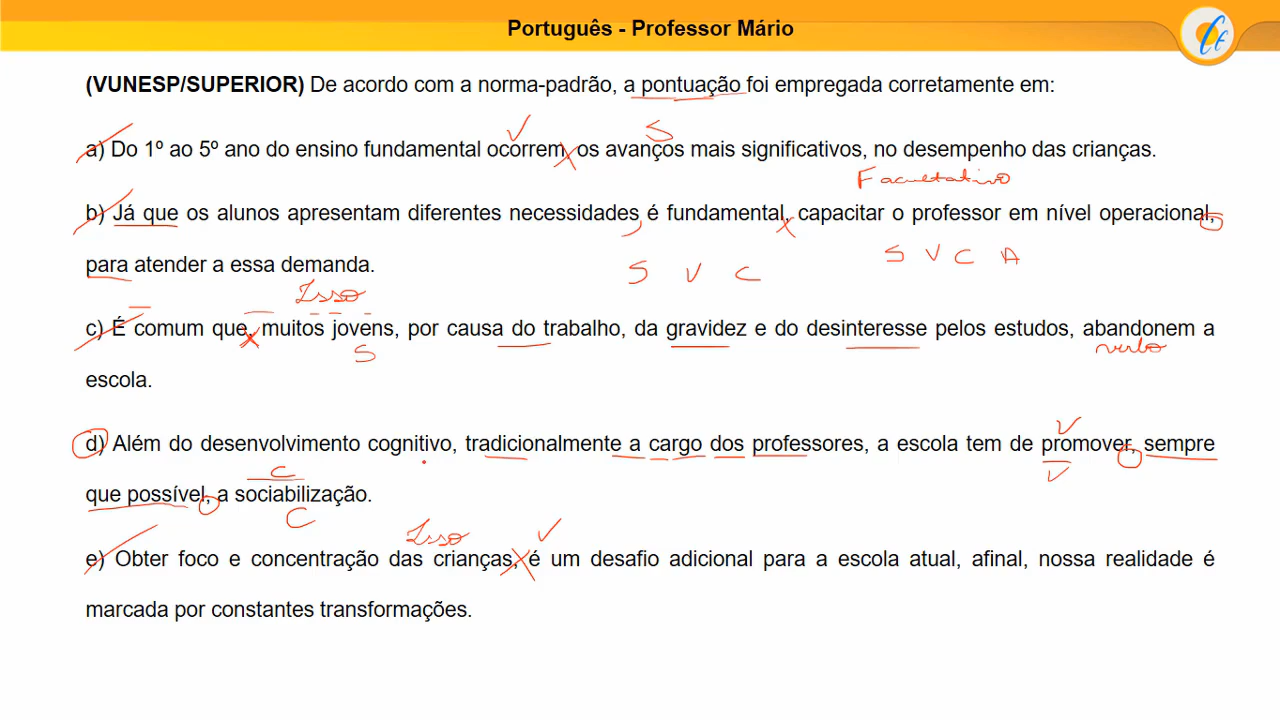 Português - Professor Mário
(VUNESP/SUPERIOR) De acordo com a norma-padrão, a pontuação foi empregada corretamente em:
V S
a) Do 1º ao 5º ano do ensino fundamental ocorrem os avanços mais significativos, no desempenho das crianças.
Facultativo
b) Já que os alunos apresentam diferentes necessidades, é fundamental, capacitar o professor em nível operacional,
S V C A
para atender a essa demanda.
S V C
Isso
c) É comum que, muitos jovens, por causa do trabalho, da gravidez e do desinteresse pelos estudos, abandonem a
S verbo
escola.
V
d) Além do desenvolvimento cognitivo, tradicionalmente a cargo dos professores, a escola tem de promover, sempre
C V
que possível, a sociabilização.
C
Isso V
e) Obter foco e concentração das crianças, é um desafio adicional para a escola atual, afinal, nossa realidade é
marcada por constantes transformações.